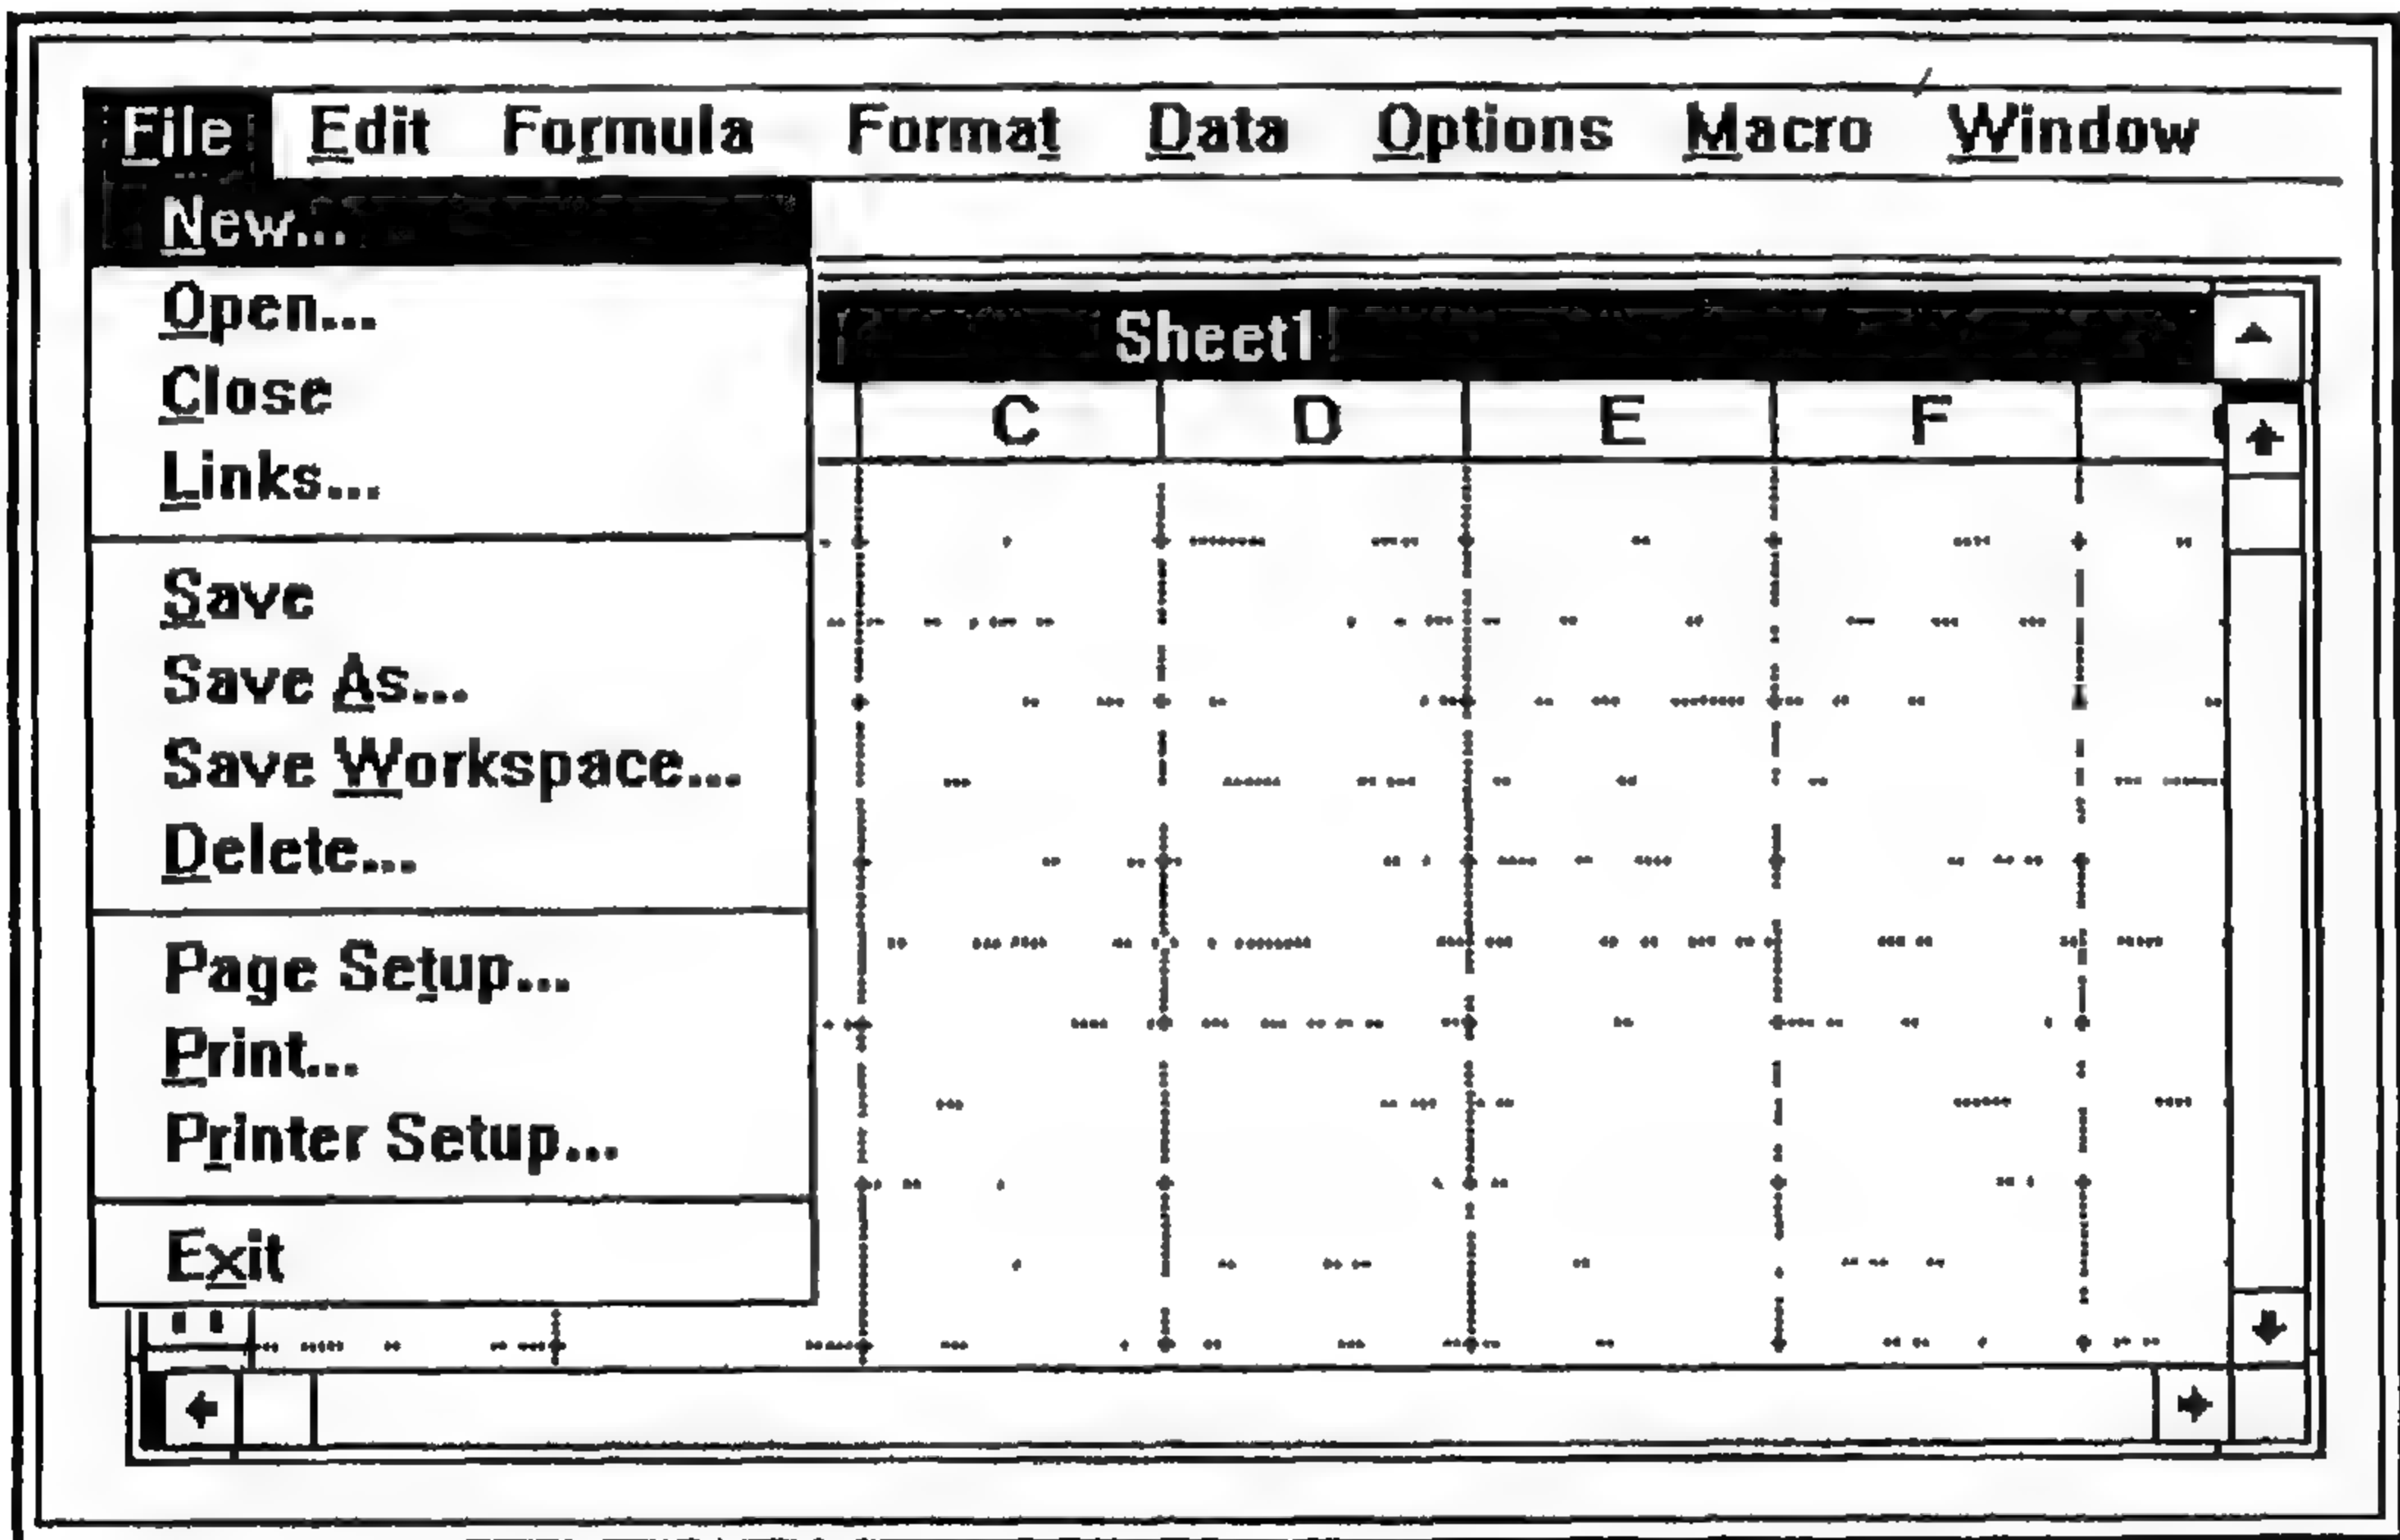 File Edit Formula Format Data Options Macro Window
New...
Open...
Close
Links...
Save
Save As...
Save Workspace...
Delete...
Page Setup...
Print...
Printer Setup...
Exit
Sheet1
C D E F